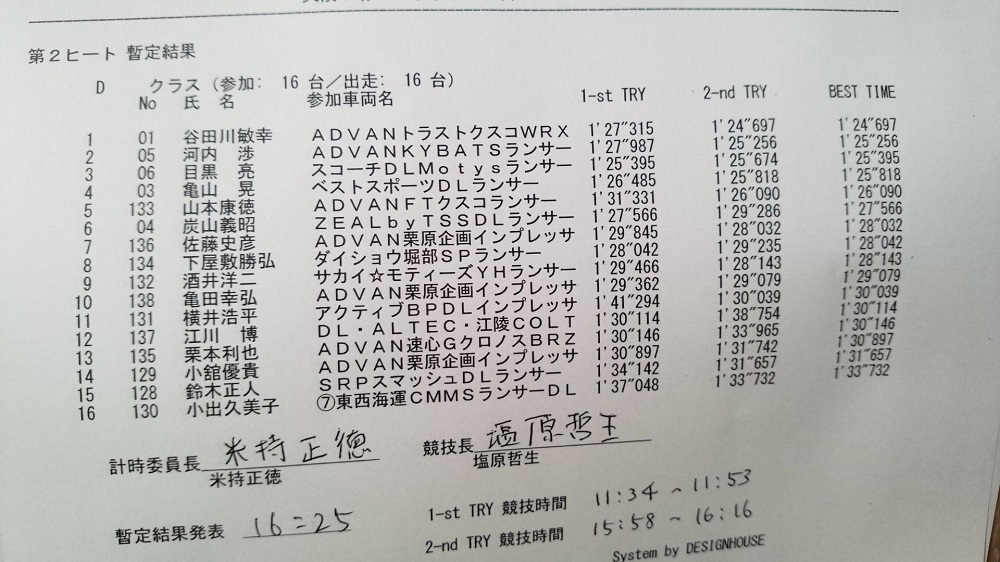 第2ヒート 暫定結果
D クラス (参加: 16 台/出走: 16 台)
No 氏 名 参加車両名 1-st TRY 2-nd TRY BEST TIME
1 01 谷田川敏幸 ADVANトラストクスコWRX 1'27"315 1'24"697 1'24"697
2 05 河内 渉 ADVANKYBATSランサー 1'27"987 1'25"256 1'25"256
3 06 目黒 亮 スコーチDLMotysランサー 1'25"395 1'25"674 1'25"395
4 03 亀山 晃 ベストスポーツDLランサー 1'26"485 1'25"818 1'25"818
5 133 山本康徳 ADVANFTクスコランサー 1'31"331 1'26"090 1'26"090
6 04 炭山義昭 ZEALbyTSSDLランサー 1'27"566 1'29"286 1'27"566
7 136 佐藤史彦 ADVAN栗原企画インプレッサ 1'29"845 1'28"032 1'28"032
8 134 下屋敷勝弘 ダイショウ堀部SPランサー 1'28"042 1'29"235 1'28"042
9 132 酒井洋二 サカイ☆モティーズYHランサー 1'29"466 1'28"143 1'28"143
10 138 亀田幸弘 ADVAN栗原企画インプレッサ 1'29"362 1'29"079 1'29"079
11 131 横井浩平 アクティブBPDLインプレッサ 1'41"294 1'30"039 1'30"039
12 137 江川 博 DL・ALTEC・江陵COLT 1'30"114 1'38"754 1'30"114
13 135 栗本利也 ADVAN速心GクロノスBRZ 1'30"146 1'33"965 1'30"146
14 129 小舘優貴 ADVAN栗原企画インプレッサ 1'30"897 1'31"742 1'30"897
15 128 鈴木正人 SRPスマッシュDLランサー 1'34"142 1'31"657 1'31"657
16 130 小出久美子 ⑦東西海運CMMSランサーDL 1'37"048 1'33"732 1'33"732
計時委員長 米持正徳 競技長 塩原哲生
米持正徳 塩原哲生
暫定結果発表 16=25
1-st TRY 競技時間 11:34 ~ 11:53
2-nd TRY 競技時間 15:58 ~ 16:16
System by DESIGNHOUSE